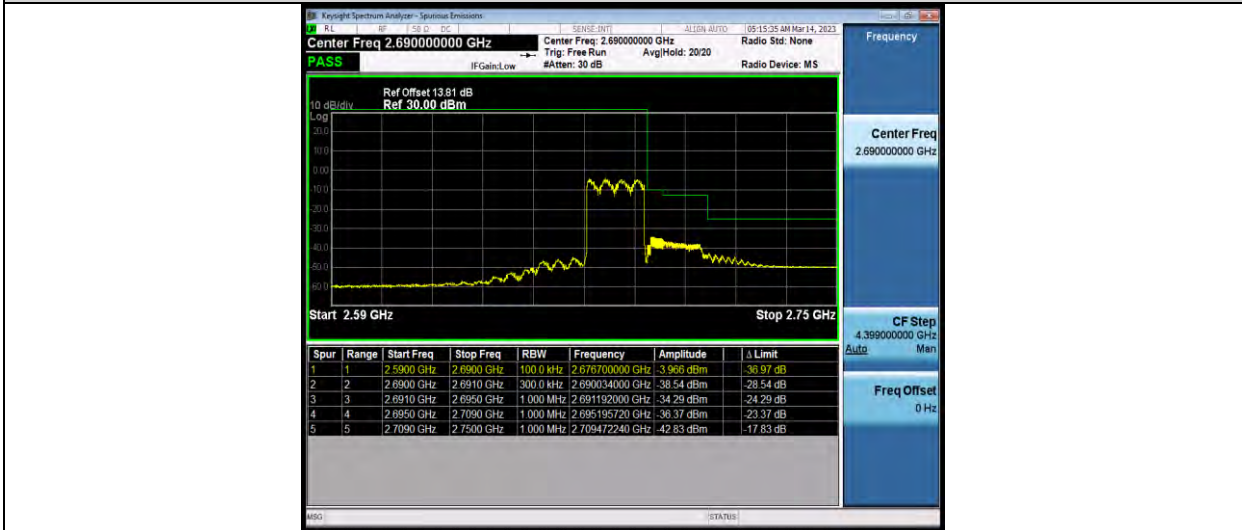 Keysight Spectrum Analyzer - Spurious Emissions
RL RF 50 Ω DC SENSE:INT ALIGN AUTO 05:15:35 AM Mar 14, 2023
Center Freq 2.690000000 GHz Center Freq: 2.690000000 GHz Radio Std: None
Trig: Free Run Avg|Hold: 20/20
PASS IFGain:Low #Atten: 30 dB Radio Device: MS
Frequency
Ref Offset 13.81 dB
10 dB/div Ref 30.00 dBm
Log
20.0
10.0
0.00
-10.0
-20.0
-30.0
-40.0
-50.0
-60.0
Start 2.59 GHz Stop 2.75 GHz
Center Freq
2.690000000 GHz
CF Step
4.399000000 GHz
Auto Man
Freq Offset
0 Hz
Spur Range Start Freq Stop Freq RBW Frequency Amplitude Δ Limit
1 1 2.5900 GHz 2.6900 GHz 100.0 kHz 2.676700000 GHz -3.966 dBm -36.97 dB
2 2 2.6900 GHz 2.6910 GHz 300.0 kHz 2.690034000 GHz -38.54 dBm -28.54 dB
3 3 2.6910 GHz 2.6950 GHz 1.000 MHz 2.691192000 GHz -34.29 dBm -24.29 dB
4 4 2.6950 GHz 2.7090 GHz 1.000 MHz 2.695195720 GHz -36.37 dBm -23.37 dB
5 5 2.7090 GHz 2.7500 GHz 1.000 MHz 2.709472240 GHz -42.83 dBm -17.83 dB
MSG STATUS